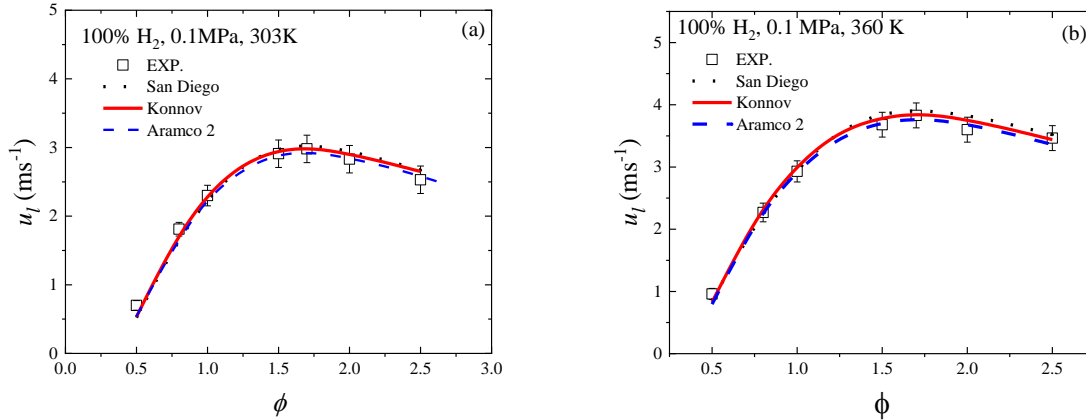 100% H2, 0.1MPa, 303K
(a)
EXP.
San Diego
Konnov
Aramco 2
5
4
3
2
1
0
0.0 0.5 1.0 1.5 2.0 2.5 3.0
ul (ms-1)
ϕ
100% H2, 0.1 MPa, 360 K
(b)
EXP.
San Diego
Konnov
Aramco 2
5
4
3
2
1
0
0.5 1.0 1.5 2.0 2.5
ul (ms-1)
ϕ